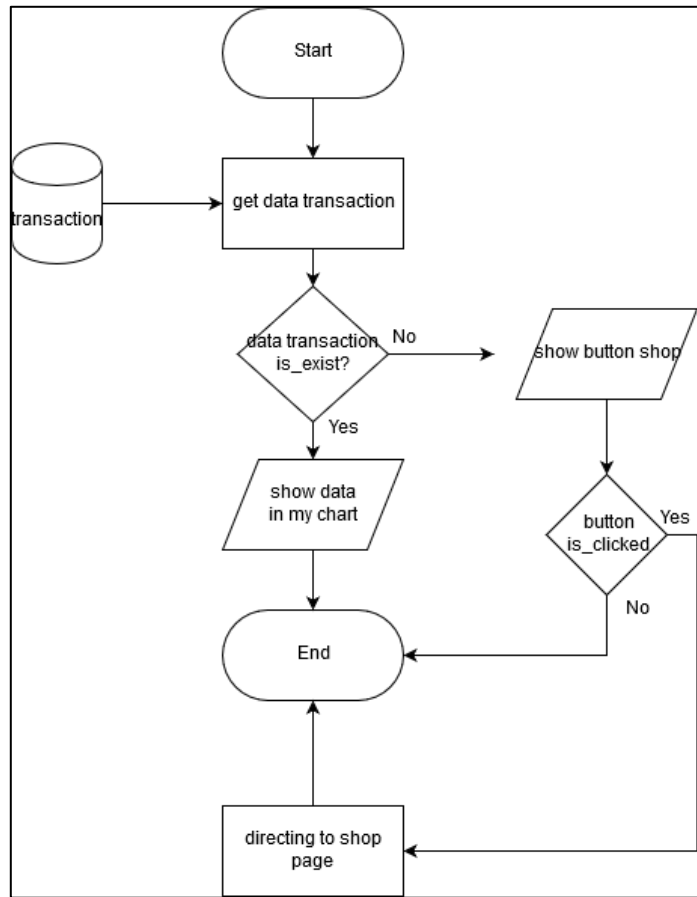 Start
transaction
get data transaction
data transaction
is_exist?
No
show button shop
Yes
show data
in my chart
button
is_clicked
Yes
No
End
directing to shop
page